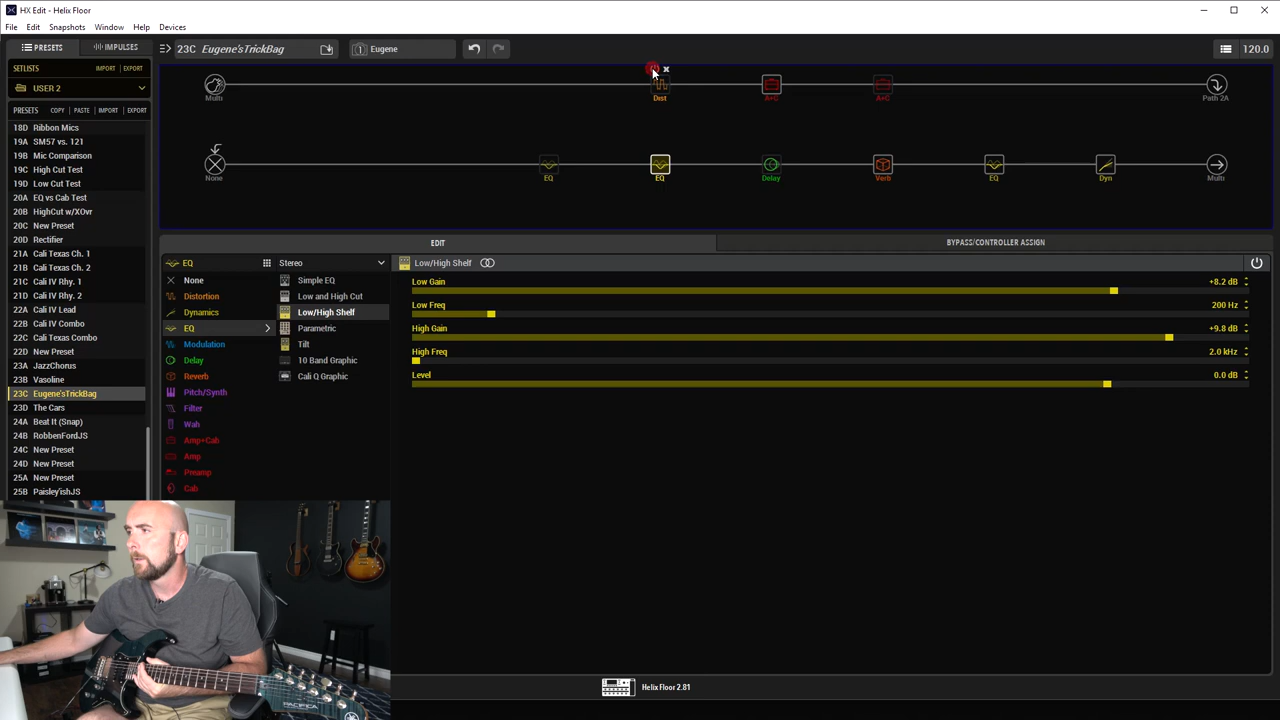 HX Edit - Helix Floor
File Edit Snapshots Window Help Devices
PRESETS IMPULSES
23C Eugene'sTrickBag
1 Eugene
120.0
SETLISTS IMPORT EXPORT
USER 2
PRESETS COPY PASTE IMPORT EXPORT
18D Ribbon Mics
19A SM57 vs. 121
19B Mic Comparison
19C High Cut Test
19D Low Cut Test
20A EQ vs Cab Test
20B HighCut w/XOvr
20C New Preset
20D Rectifier
21A Cali Texas Ch. 1
21B Cali Texas Ch. 2
21C Cali IV Rhy. 1
21D Cali IV Rhy. 2
22A Cali IV Lead
22B Cali IV Combo
22C Cali Texas Combo
22D New Preset
23A JazzChorus
23B Vasoline
23C Eugene'sTrickBag
23D The Cars
24A Beat It (Snap)
24B RobbenFordJS
24C New Preset
24D New Preset
25A New Preset
25B Paisley'ishJS
Multi Dist A+C A+C Path 2A
None EQ EQ Delay Verb EQ Dyn Multi
EDIT BYPASS/CONTROLLER ASSIGN
EQ
None
Distortion
Dynamics
EQ
Modulation
Delay
Reverb
Pitch/Synth
Filter
Wah
Amp+Cab
Amp
Preamp
Cab
Stereo
Simple EQ
Low and High Cut
Low/High Shelf
Parametric
Tilt
10 Band Graphic
Cali Q Graphic
Low/High Shelf
Low Gain +8.2 dB
Low Freq 200 Hz
High Gain +9.8 dB
High Freq 2.0 kHz
Level 0.0 dB
Helix Floor 2.81
PACIFICA